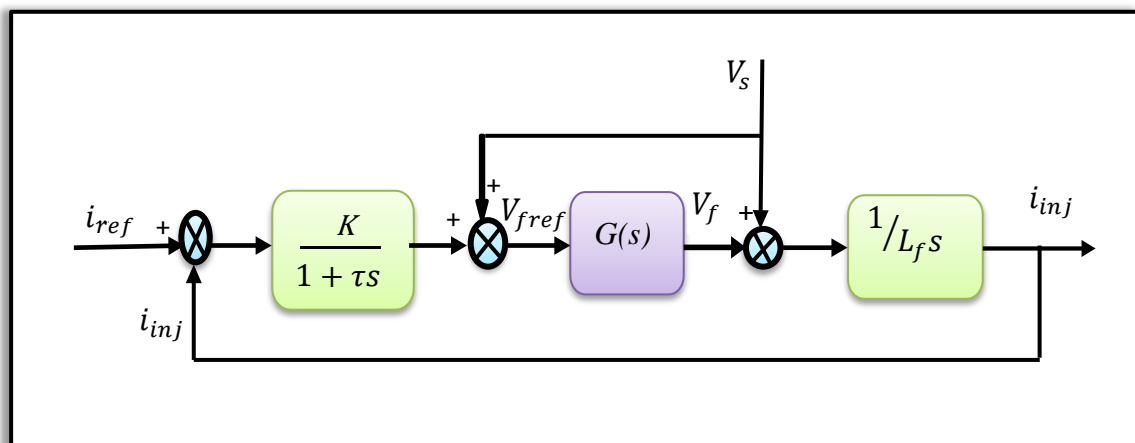 V_s
i_ref
+
K
1 + τs
+
+
V_fref
G(s)
V_f
+
1/L_f s
i_inj
i_inj